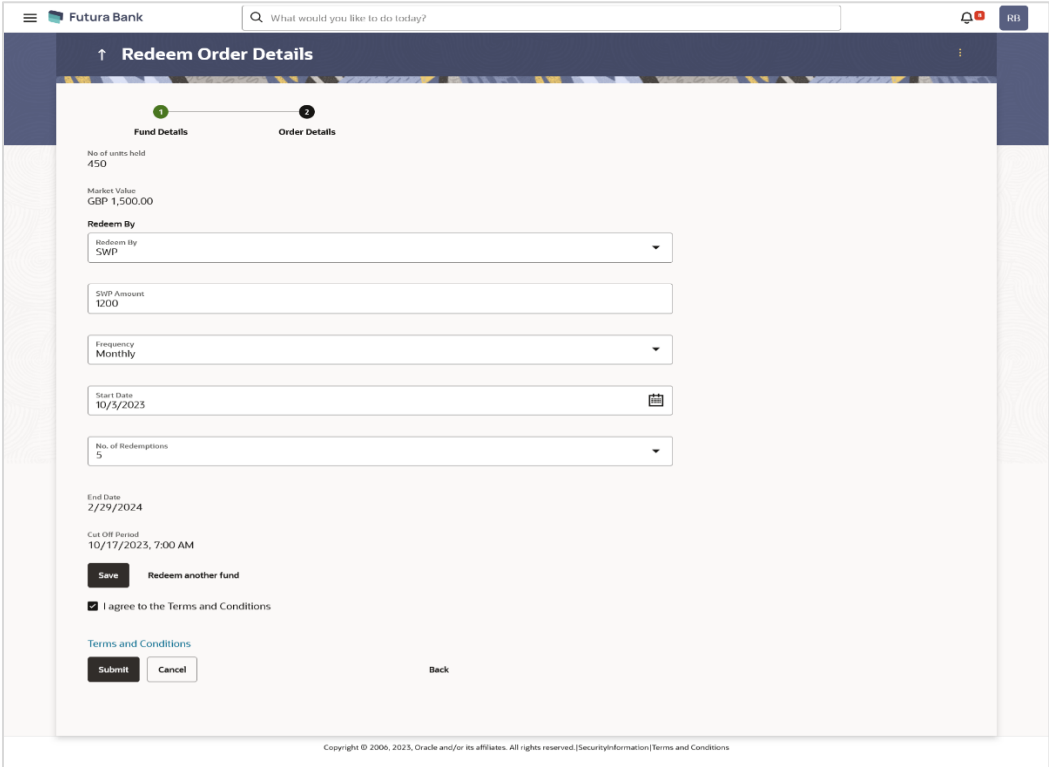 Futura Bank
What would you like to do today?
RB
Redeem Order Details
1
2
Fund Details
Order Details
No of units held
450
Market Value
GBP 1,500.00
Redeem By
Redeem By
SWP
SWP Amount
1200
Frequency
Monthly
Start Date
10/3/2023
No. of Redemptions
5
End Date
2/29/2024
Cut Off Period
10/17/2023, 7:00 AM
Save
Redeem another fund
I agree to the Terms and Conditions
Terms and Conditions
Submit
Cancel
Back
Copyright © 2006, 2023, Oracle and/or its affiliates. All rights reserved.|SecurityInformation|Terms and Conditions